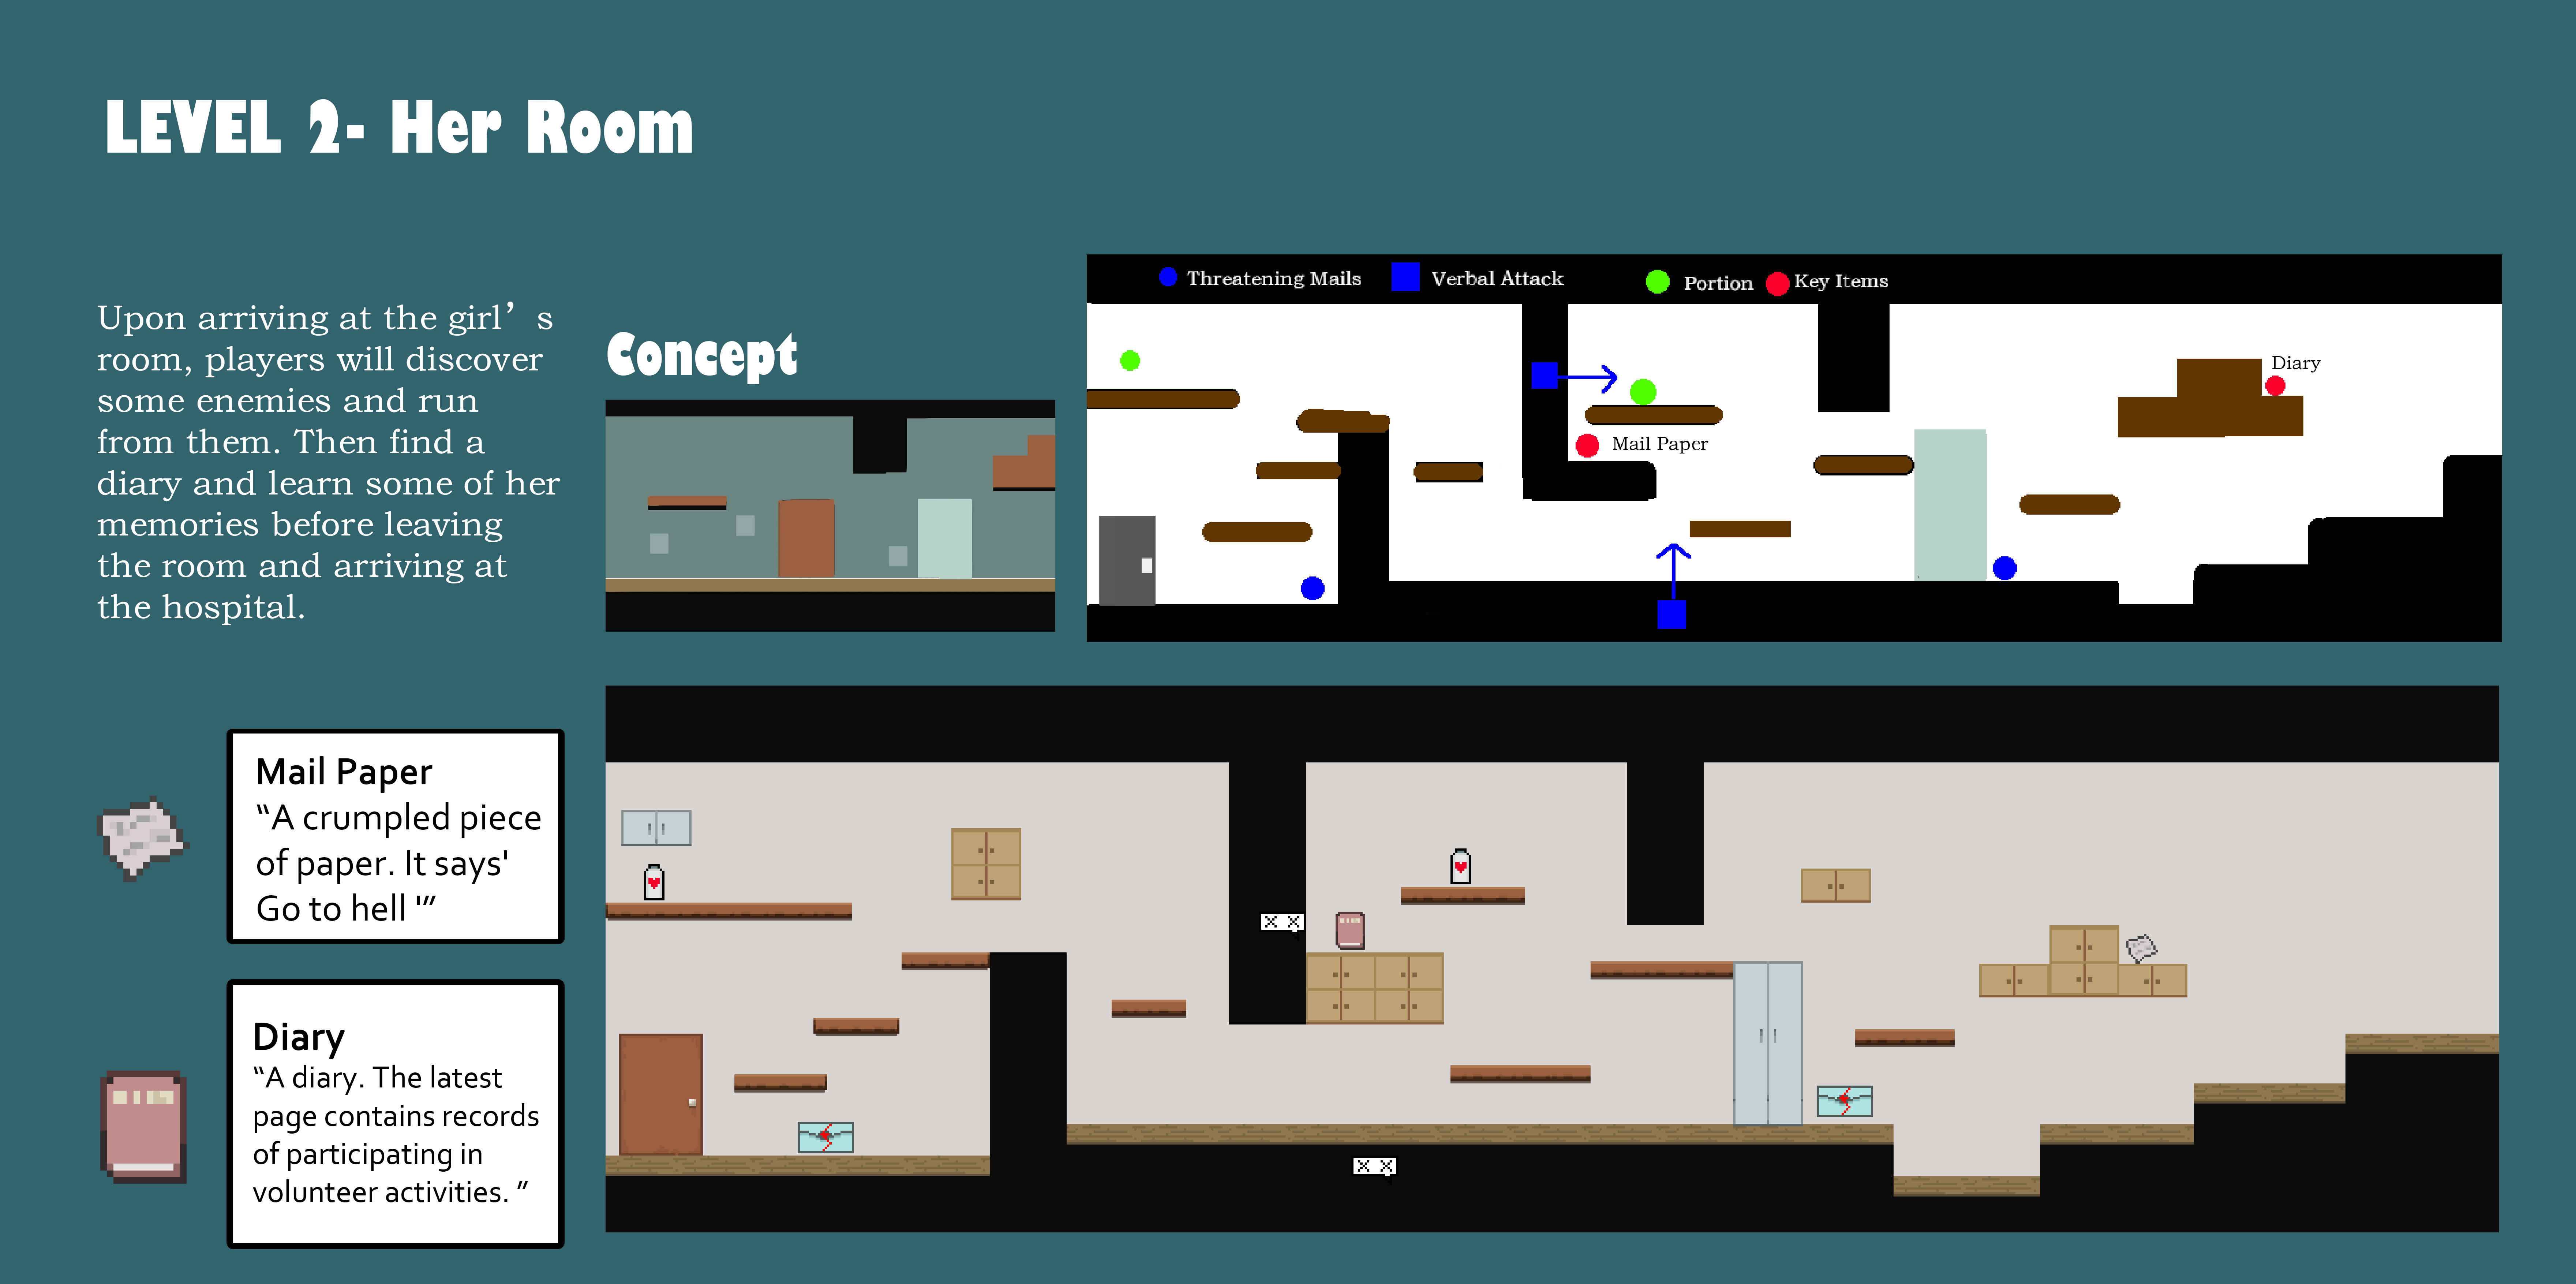 LEVEL 2- Her Room
Upon arriving at the girl’s
room, players will discover
some enemies and run
from them. Then find a
diary and learn some of her
memories before leaving
the room and arriving at
the hospital.
Concept
Threatening Mails
Verbal Attack
Portion
Key Items
Diary
Mail Paper
Mail Paper
“A crumpled piece
of paper. It says'
Go to hell '”
Diary
“A diary. The latest
page contains records
of participating in
volunteer activities. ”